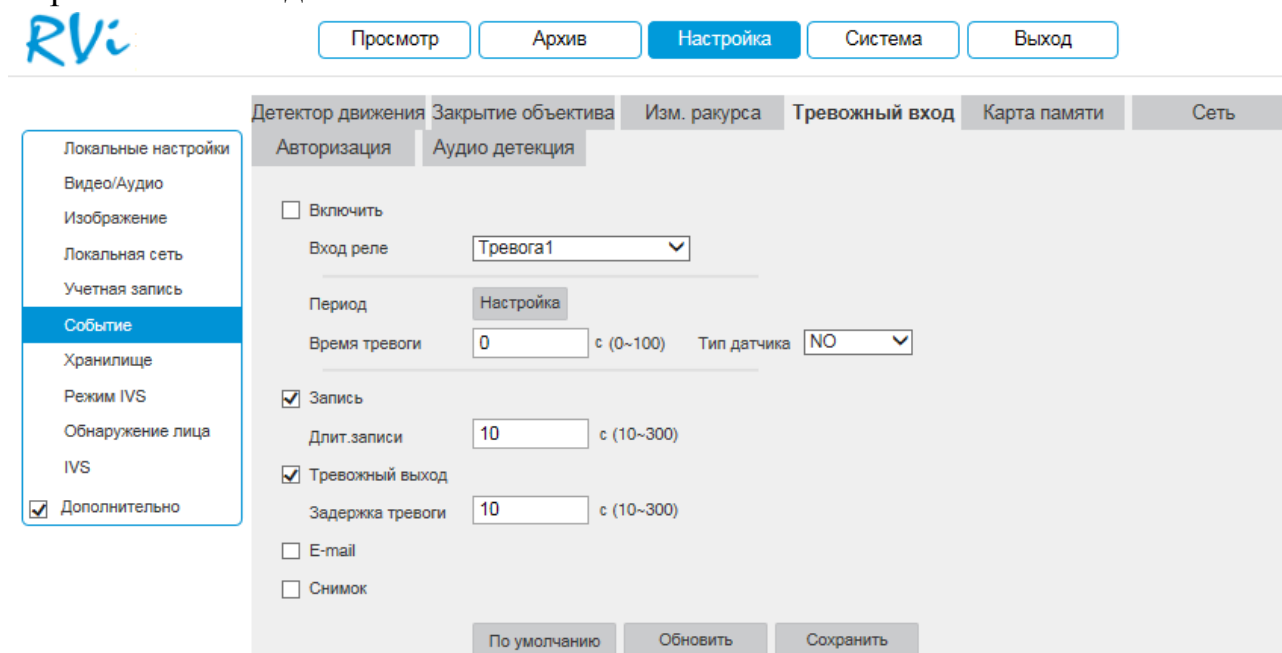 RVi
Просмотр Архив Настройка Система Выход
Детектор движения Закрытие объектива Изм. ракурса Тревожный вход Карта памяти Сеть
Авторизация Аудио детекция
Локальные настройки
Видео/Аудио
Изображение
Локальная сеть
Учетная запись
Событие
Хранилище
Режим IVS
Обнаружение лица
IVS
Дополнительно
Включить
Вход реле Тревога1
Период Настройка
Время тревоги 0 с (0~100) Тип датчика NO
Запись
Длит.записи 10 с (10~300)
Тревожный выход
Задержка тревоги 10 с (10~300)
E-mail
Снимок
По умолчанию Обновить Сохранить